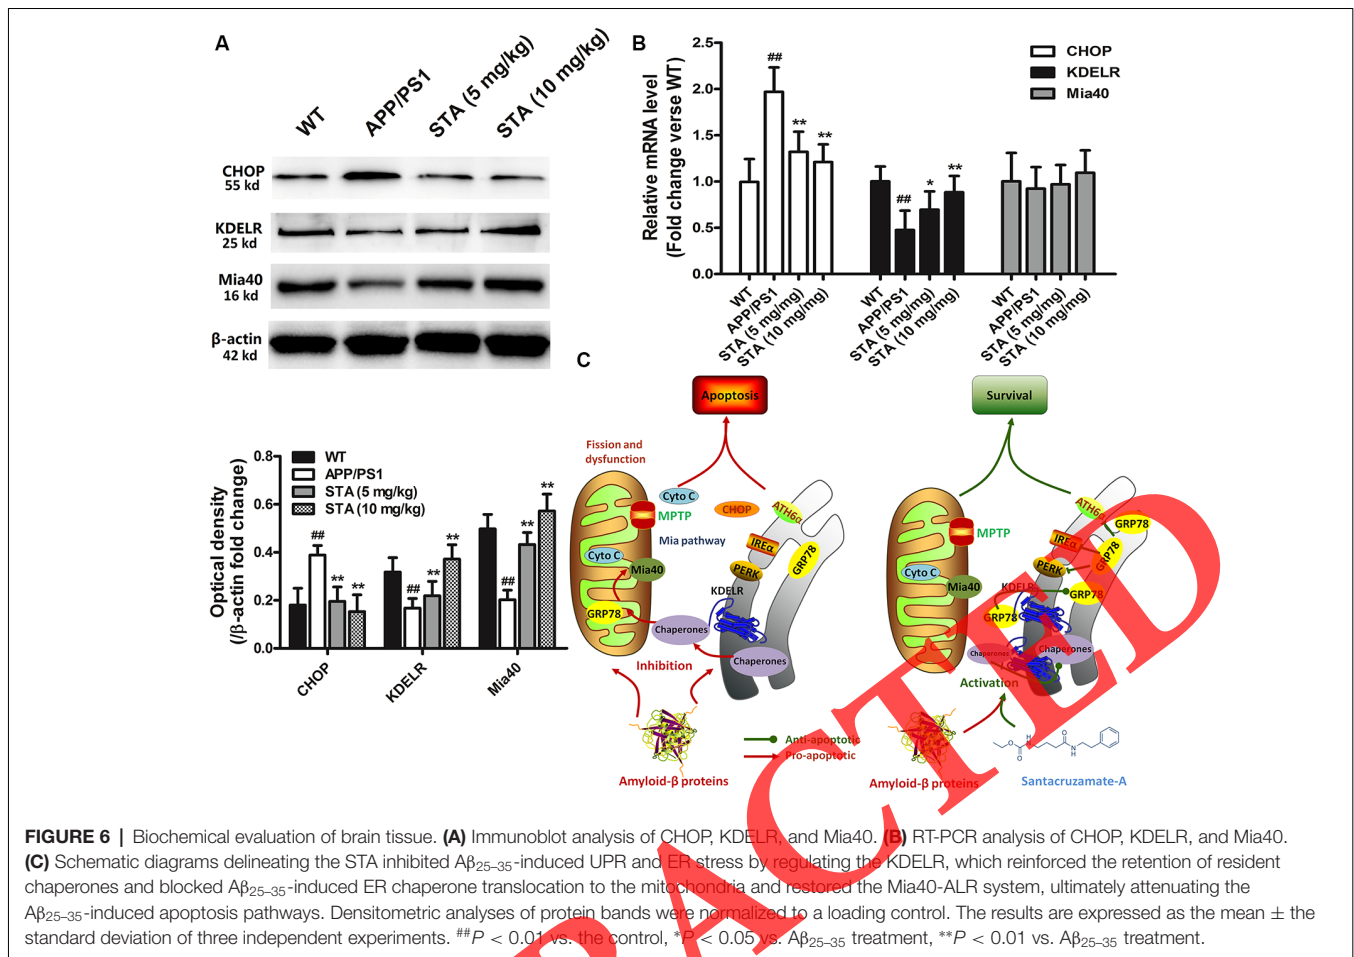 A
WT
APP/PS1
STA (5 mg/kg)
STA (10 mg/kg)
CHOP
55 kd
KDELR
25 kd
Mia40
16 kd
β-actin
42 kd
Optical density
(/β-actin fold change)
0.8
0.6
0.4
0.2
0.0
WT
APP/PS1
STA (5 mg/kg)
STA (10 mg/kg)
##
**
**
##
**
**
##
**
**
CHOP
KDELR
Mia40
B
Relative mRNA level
(Fold change verse WT)
2.5
2.0
1.5
1.0
0.5
0.0
CHOP
KDELR
Mia40
##
**
**
##
*
**
WT
APP/PS1
STA (5 mg/mg)
STA (10 mg/mg)
WT
APP/PS1
STA (5 mg/mg)
STA (10 mg/mg)
WT
APP/PS1
STA (5 mg/mg)
STA (10 mg/mg)
C
Apoptosis
Fission and
dysfunction
Cyto C
MPTP
CHOP
ATH6α
Mia pathway
IREα
GRP78
Cyto C
Mia40
PERK
KDELR
GRP78
Chaperones
Chaperones
Inhibition
Amyloid-β proteins
Anti-apoptotic
Pro-apoptotic
Survival
MPTP
ATH6α
GRP78
IREα
GRP78
Cyto C
PERK
Mia40
KDELR
GRP78
GRP78
Chaperones
Chaperones
Activation
Amyloid-β proteins
O
O
N
H
O
N
H
Santacruzamate-A
FIGURE 6 | Biochemical evaluation of brain tissue. (A) Immunoblot analysis of CHOP, KDELR, and Mia40. (B) RT-PCR analysis of CHOP, KDELR, and Mia40.
(C) Schematic diagrams delineating the STA inhibited Aβ25–35-induced UPR and ER stress by regulating the KDELR, which reinforced the retention of resident
chaperones and blocked Aβ25–35-induced ER chaperone translocation to the mitochondria and restored the Mia40-ALR system, ultimately attenuating the
Aβ25–35-induced apoptosis pathways. Densitometric analyses of protein bands were normalized to a loading control. The results are expressed as the mean ± the
standard deviation of three independent experiments. ##P < 0.01 vs. the control, *P < 0.05 vs. Aβ25–35 treatment, **P < 0.01 vs. Aβ25–35 treatment.
RACTED